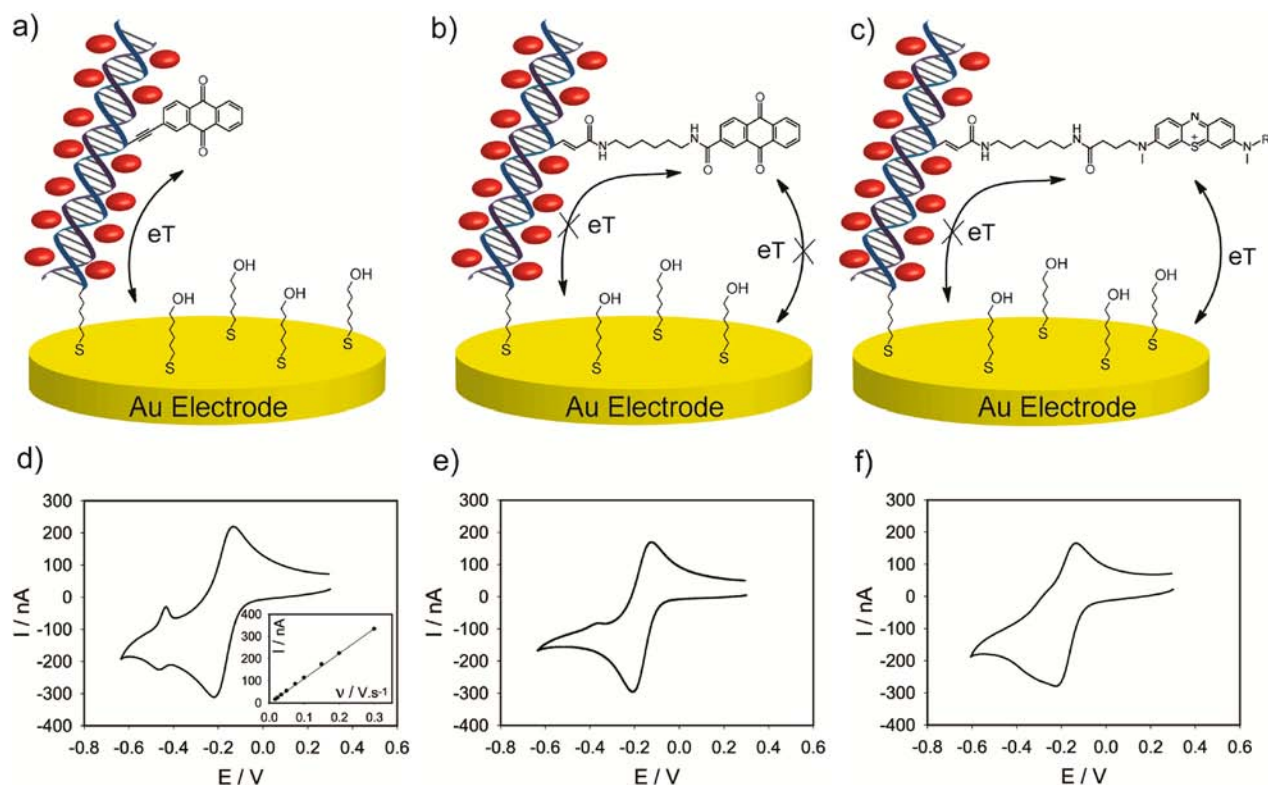 a)
b)
c)
O
O
eT
OH
OH
OH
OH
S
S
S
S
S
Au Electrode
O
N
H
H
N
O
O
O
eT
eT
OH
OH
OH
S
S
S
S
Au Electrode
O
N
H
H
N
O
N
N
S
+
N
R
eT
eT
OH
OH
OH
OH
S
S
S
S
S
Au Electrode
d)
300
200
100
0
-100
-200
-300
-400
I / nA
-0.8 -0.6 -0.4 -0.2 0.0 0.2 0.4 0.6
E / V
400
300
200
100
0
I / nA
ν / V.s-1
0.0 0.1 0.2 0.3
e)
300
200
100
0
-100
-200
-300
-400
I / nA
-0.8 -0.6 -0.4 -0.2 0.0 0.2 0.4 0.6
E / V
f)
300
200
100
0
-100
-200
-300
-400
I / nA
-0.8 -0.6 -0.4 -0.2 0.0 0.2 0.4 0.6
E / V